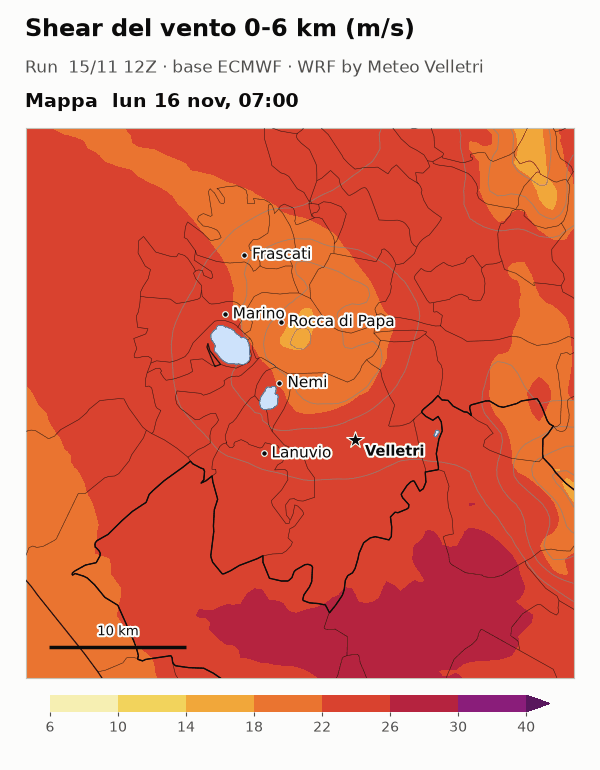 Shear del vento 0-6 km (m/s)
Run  15/11 12Z · base ECMWF · WRF by Meteo Velletri
Mappa  lun 16 nov, 07:00
Frascati
Marino
Rocca di Papa
Nemi
Velletri
Lanuvio
10 km
6 10 14 18 22 26 30 40